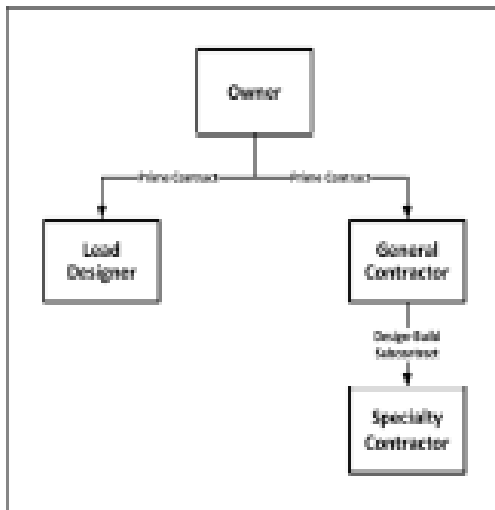 Owner
Prime Contract
Prime Contract
Lead
Designer
General
Contractor
Design-Build
Subcontract
Specialty
Contractor